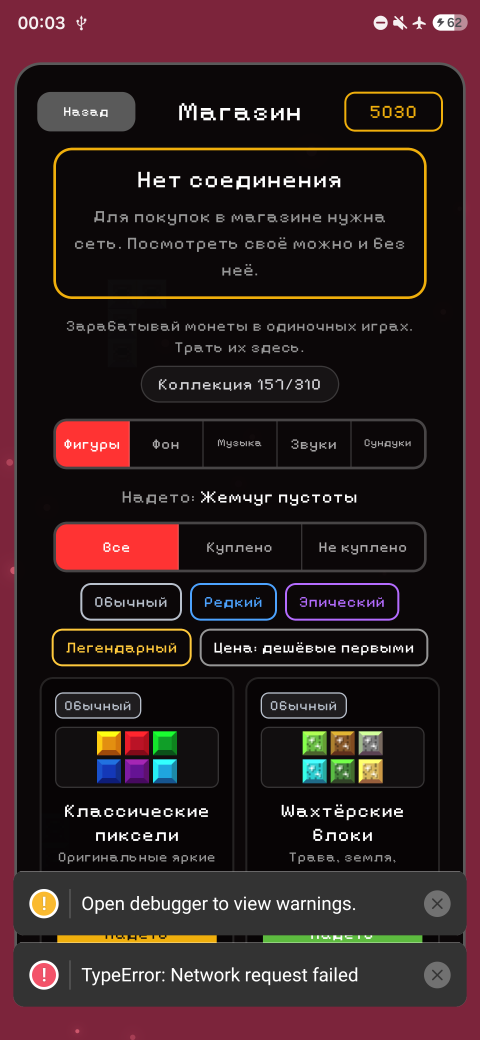 00:03
62
Назад
Магазин
5030
Нет соединения
Для покупок в магазине нужна
сеть. Посмотреть своё можно и без
неё.
Зарабатывай монеты в одиночных играх.
Трать их здесь.
Коллекция 157/310
Фигуры
Фон
Музыка
Звуки
Сундуки
Надето: Жемчуг пустоты
Все
Куплено
Не куплено
Обычный
Редкий
Эпический
Легендарный
Цена: дешёвые первыми
Обычный
Обычный
Классические
пиксели
Шахтёрские
блоки
Оригинальные яркие
Трава, земля,
Open debugger to view warnings.
TypeError: Network request failed